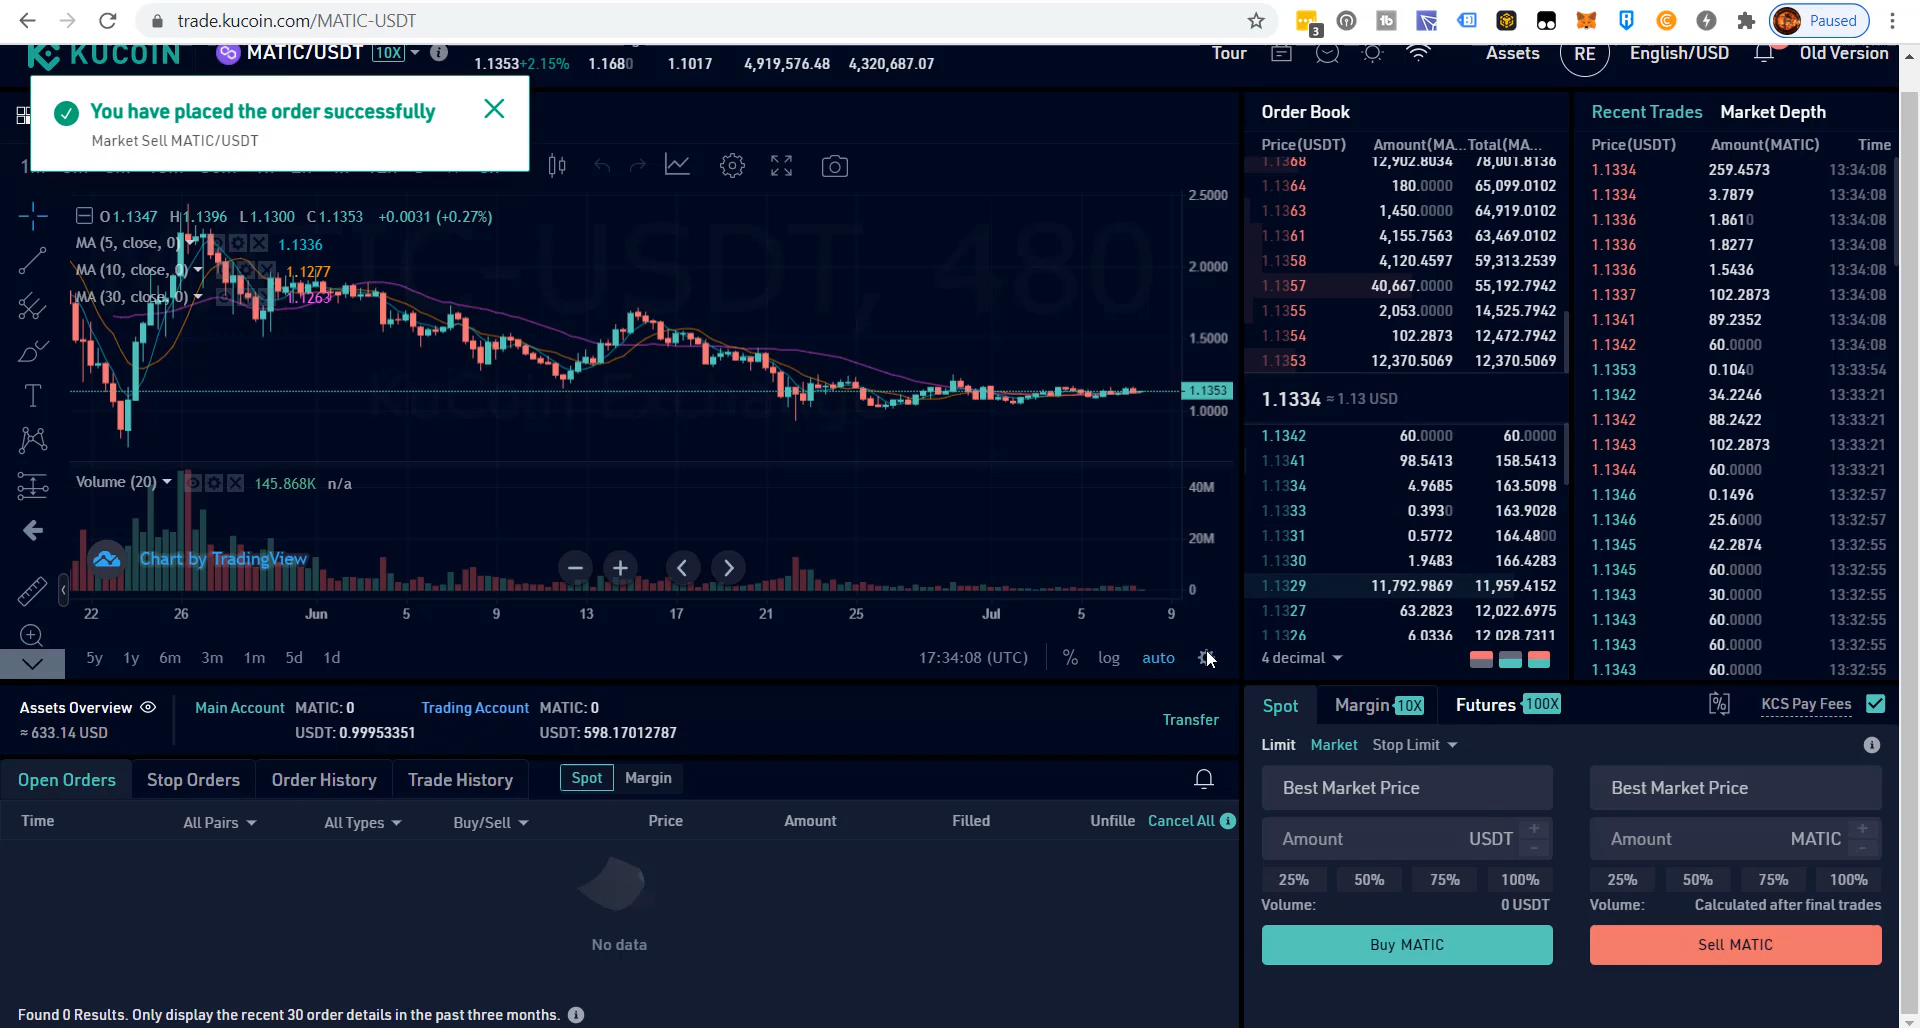 trade.kucoin.com/MATIC-USDT
3
Paused
KUCOIN
MATIC/USDT 10X
1.1353+2.15% 1.1680 1.1017 4,919,576.48 4,320,687.07
Tour
Assets RE English/USD Old Version
You have placed the order successfully
Market Sell MATIC/USDT
O1.1347 H1.1396 L1.1300 C1.1353 +0.0031 (+0.27%)
MA (5, close, 0) 1.1336
MA (10, close, 0) 1.1277
MA (30, close, 0) 1.1263
2.5000
2.0000
1.5000
1.1353
1.0000
Volume (20) 145.868K n/a
40M
20M
0
Chart by TradingView
22 26 Jun 5 9 13 17 21 25 Jul 5 9
5y 1y 6m 3m 1m 5d 1d
17:34:08 (UTC) % log auto
Order Book
Price(USDT) Amount(MA... Total(MA...
1.1368 12,902.8034 78,001.8136
1.1364 180.0000 65,099.0102
1.1363 1,450.0000 64,919.0102
1.1361 4,155.7563 63,469.0102
1.1358 4,120.4597 59,313.2539
1.1357 40,667.0000 55,192.7942
1.1355 2,053.0000 14,525.7942
1.1354 102.2873 12,472.7942
1.1353 12,370.5069 12,370.5069
1.1334 ≈ 1.13 USD
1.1342 60.0000 60.0000
1.1341 98.5413 158.5413
1.1334 4.9685 163.5098
1.1333 0.3930 163.9028
1.1331 0.5772 164.4800
1.1330 1.9483 166.4283
1.1329 11,792.9869 11,959.4152
1.1327 63.2823 12,022.6975
1.1326 6.0336 12,028.7311
4 decimal
Recent Trades Market Depth
Price(USDT) Amount(MATIC) Time
1.1334 259.4573 13:34:08
1.1334 3.7879 13:34:08
1.1336 1.8610 13:34:08
1.1336 1.8277 13:34:08
1.1336 1.5436 13:34:08
1.1337 102.2873 13:34:08
1.1341 89.2352 13:34:08
1.1342 60.0000 13:34:08
1.1353 0.1040 13:33:54
1.1342 34.2246 13:33:21
1.1342 88.2422 13:33:21
1.1343 102.2873 13:33:21
1.1344 60.0000 13:33:21
1.1346 0.1496 13:32:57
1.1346 25.6000 13:32:57
1.1345 42.2874 13:32:55
1.1345 60.0000 13:32:55
1.1343 30.0000 13:32:55
1.1343 60.0000 13:32:55
1.1343 60.0000 13:32:55
1.1343 60.0000 13:32:55
Assets Overview
≈ 633.14 USD
Main Account MATIC: 0
USDT: 0.99953351
Trading Account MATIC: 0
USDT: 598.17012787
Transfer
Open Orders Stop Orders Order History Trade History Spot Margin
Time All Pairs All Types Buy/Sell Price Amount Filled Unfille Cancel All
No data
Found 0 Results. Only display the recent 30 order details in the past three months.
Spot Margin 10X Futures 100X KCS Pay Fees
Limit Market Stop Limit
Best Market Price
Amount USDT
25% 50% 75% 100%
Volume: 0 USDT
Buy MATIC
Best Market Price
Amount MATIC
25% 50% 75% 100%
Volume: Calculated after final trades
Sell MATIC